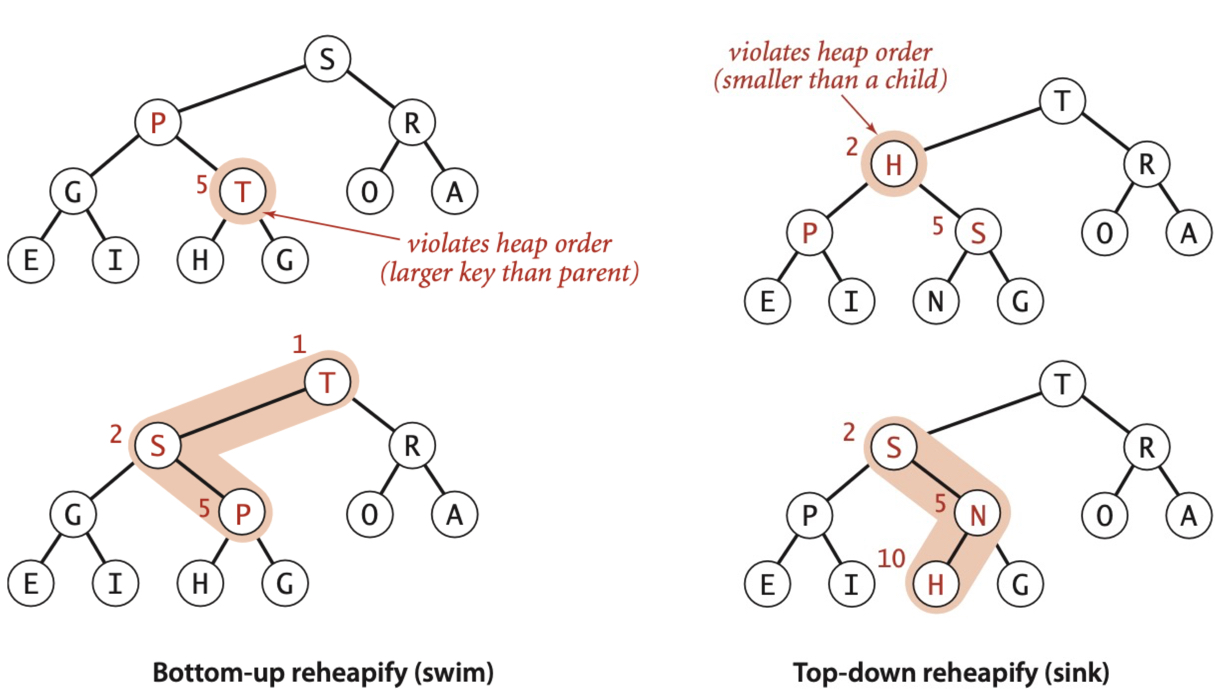 S
P
R
G
5
T
O
A
E
I
H
G
violates heap order
(larger key than parent)
1
T
2
S
R
G
5
P
O
A
E
I
H
G
Bottom-up reheapify (swim)
violates heap order
(smaller than a child)
T
2
H
R
P
5
S
O
A
E
I
N
G
T
2
S
R
P
5
N
O
A
E
I
10
H
G
Top-down reheapify (sink)